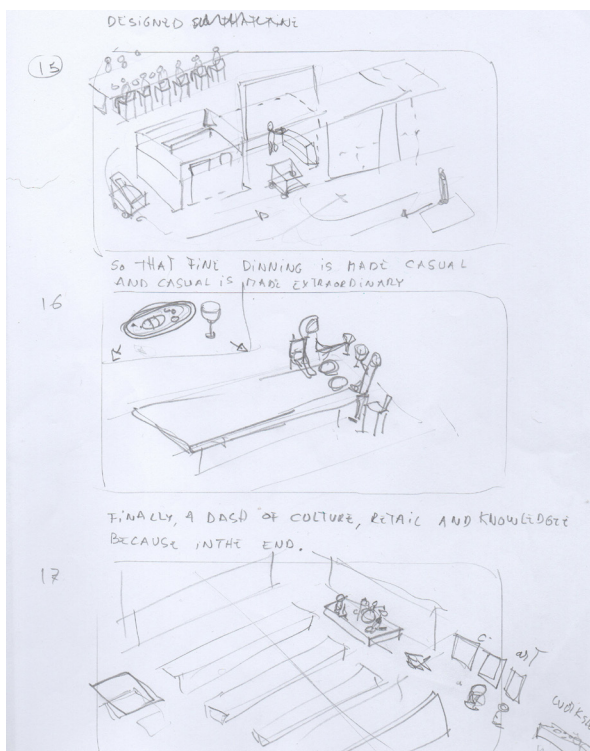 DESIGNED
15
SO THAT FINE DINNING IS MADE CASUAL
AND CASUAL IS MADE EXTRAORDINARY
16
FINALLY, A DASH OF CULTURE, RETAIL AND KNOWLEDGE
BECAUSE IN THE END.
17
ART